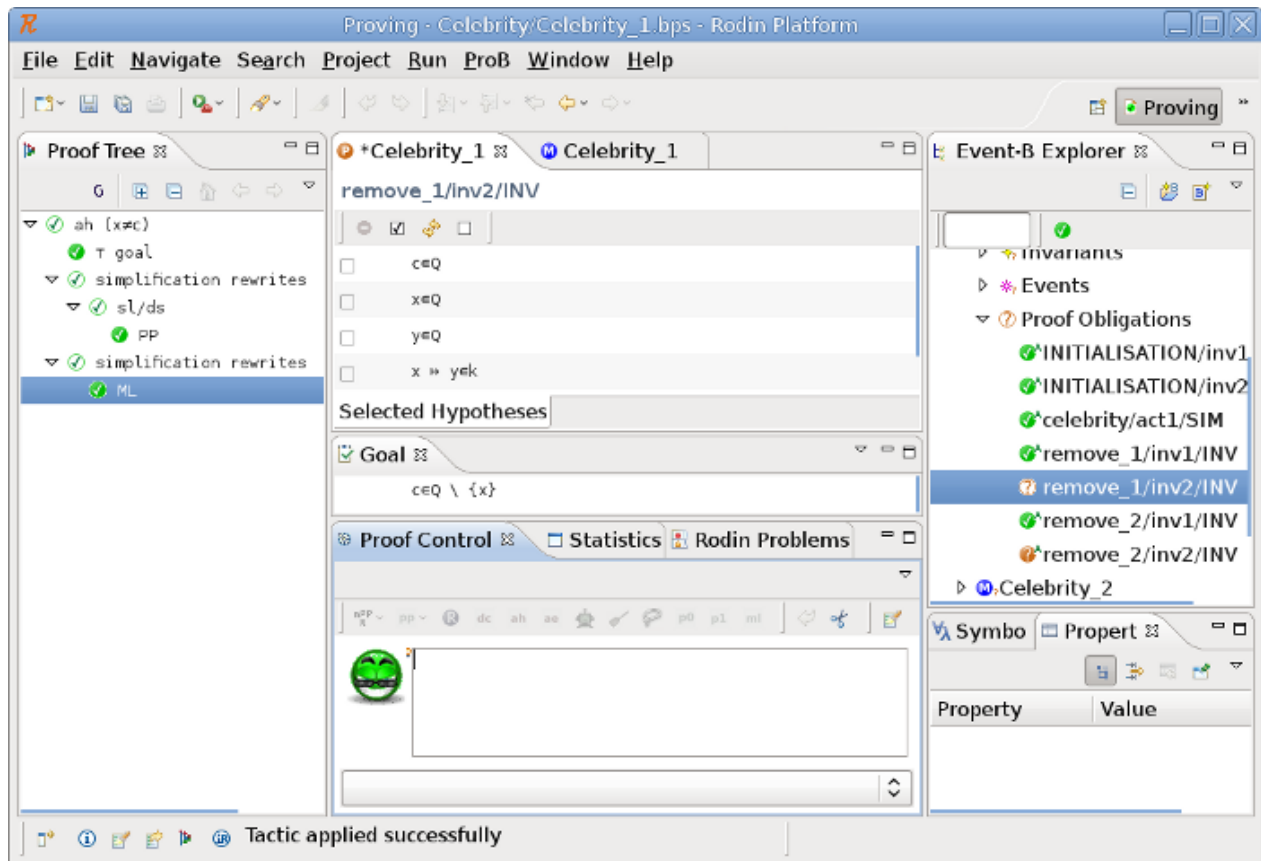 Proving - Celebrity/Celebrity_1.bps - Rodin Platform
File Edit Navigate Search Project Run ProB Window Help
Proving
Proof Tree
*Celebrity_1
Celebrity_1
Event-B Explorer
G
remove_1/inv2/INV
ah (x≠c)
⊤ goal
simplification rewrites
sl/ds
PP
simplification rewrites
ML
c∈Q
x∈Q
y∈Q
x ↦ y∈k
Selected Hypotheses
Goal
c∈Q \ {x}
Proof Control
Statistics
Rodin Problems
pp R dc ah ae p0 p1 ml
Invariants
Events
Proof Obligations
INITIALISATION/inv1
INITIALISATION/inv2
celebrity/act1/SIM
remove_1/inv1/INV
remove_1/inv2/INV
remove_2/inv1/INV
remove_2/inv2/INV
Celebrity_2
Symbo
Propert
Property Value
Tactic applied successfully